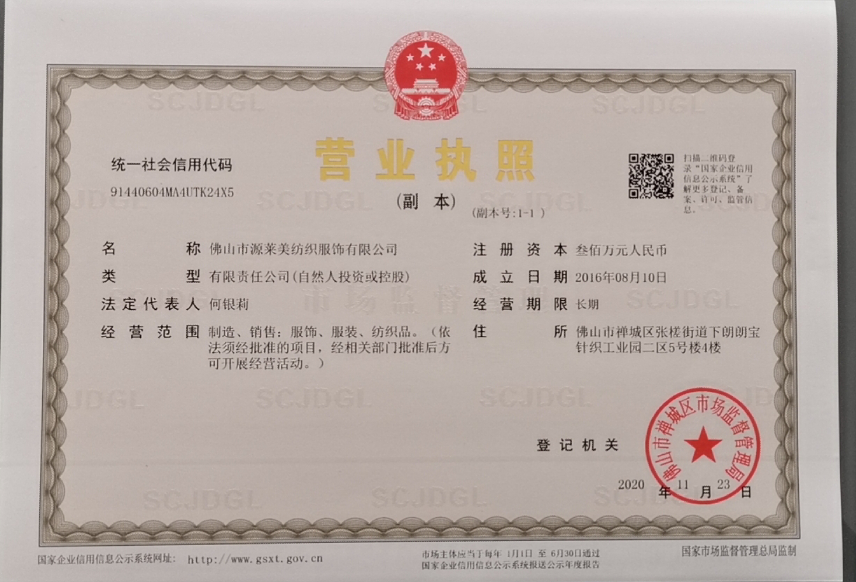 营业执照
(副 本)
(副本号:1-1 )
统一社会信用代码
91440604MA4UTK24X5
扫描二维码登
录“国家企业信用
信息公示系统”了
解更多登记、备
案、许可、监管信
息。
名 称 佛山市源莱美纺织服饰有限公司
类 型 有限责任公司(自然人投资或控股)
法定代表人 何银莉
经营范围 制造、销售：服饰、服装、纺织品。（依
法须经批准的项目，经相关部门批准后方
可开展经营活动。）
注册资本 叁佰万元人民币
成立日期 2016年08月10日
经营期限 长期
住 所 佛山市禅城区张槎街道下朗朗宝
针织工业园二区5号楼4楼
登记机关
佛山市禅城区市场监督管理局
2020 年 11 月 23 日
国家企业信用信息公示系统网址: http://www.gsxt.gov.cn
市场主体应当于每年 1月1日 至 6月30日通过
国家企业信用信息公示系统报送公示年度报告
国家市场监督管理总局监制
SCJDGL
市场监督管理